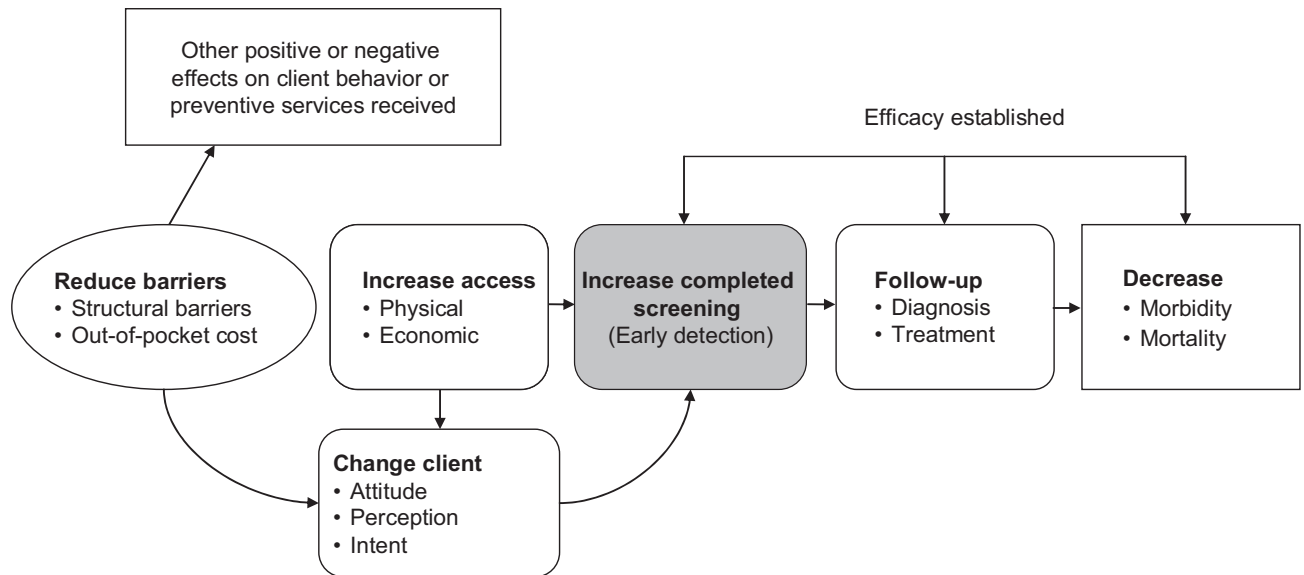 Other positive or negative
effects on client behavior or
preventive services received
Efficacy established
Reduce barriers
• Structural barriers
• Out-of-pocket cost
Increase access
• Physical
• Economic
Increase completed
screening
(Early detection)
Follow-up
• Diagnosis
• Treatment
Decrease
• Morbidity
• Mortality
Change client
• Attitude
• Perception
• Intent